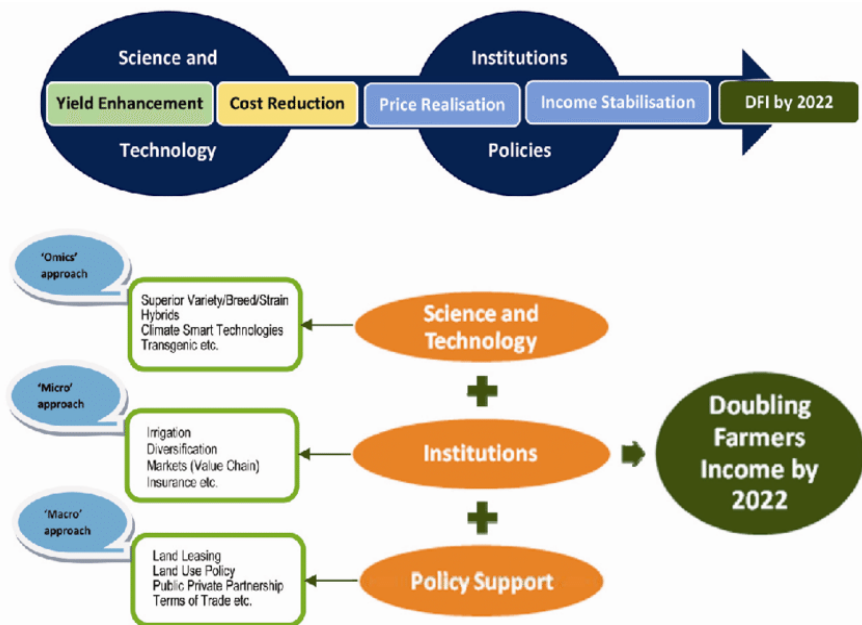 Science and
Institutions
Yield Enhancement
Cost Reduction
Price Realisation
Income Stabilisation
DFI by 2022
Technology
Policies
'Omics'
approach
Superior Variety/Breed/Strain
Hybrids
Climate Smart Technologies
Transgenic etc.
Science and
Technology
'Micro'
approach
Irrigation
Diversification
Markets (Value Chain)
Insurance etc.
Institutions
Doubling
Farmers
Income by
2022
'Macro'
approach
Land Leasing
Land Use Policy
Public Private Partnership
Terms of Trade etc.
Policy Support